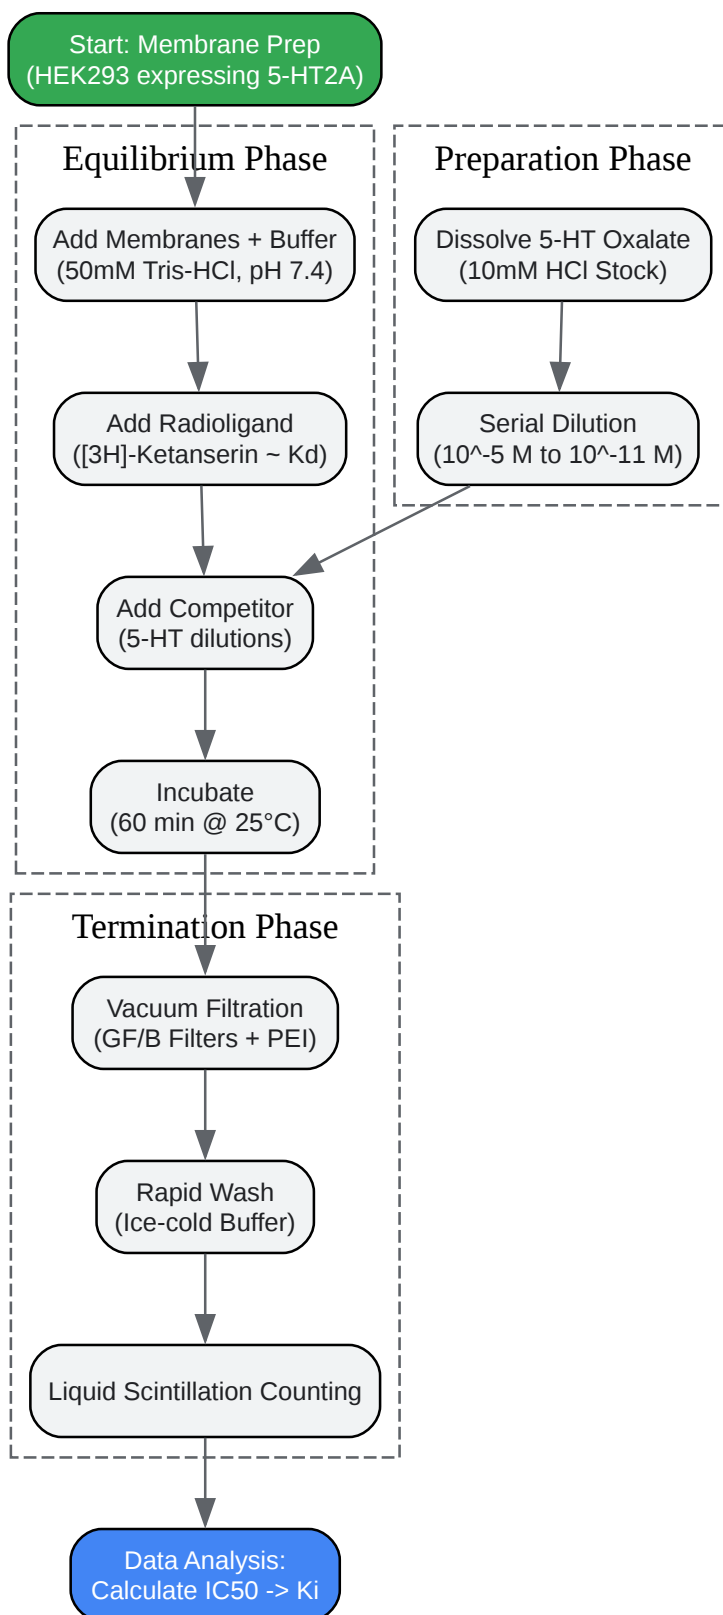 Start: Membrane Prep
(HEK293 expressing 5-HT2A)
Equilibrium Phase
Add Membranes + Buffer
(50mM Tris-HCl, pH 7.4)
Add Radioligand
([3H]-Ketanserin ~ Kd)
Add Competitor
(5-HT dilutions)
Incubate
(60 min @ 25°C)
Preparation Phase
Dissolve 5-HT Oxalate
(10mM HCl Stock)
Serial Dilution
(10^-5 M to 10^-11 M)
Termination Phase
Vacuum Filtration
(GF/B Filters + PEI)
Rapid Wash
(Ice-cold Buffer)
Liquid Scintillation Counting
Data Analysis:
Calculate IC50 -> Ki